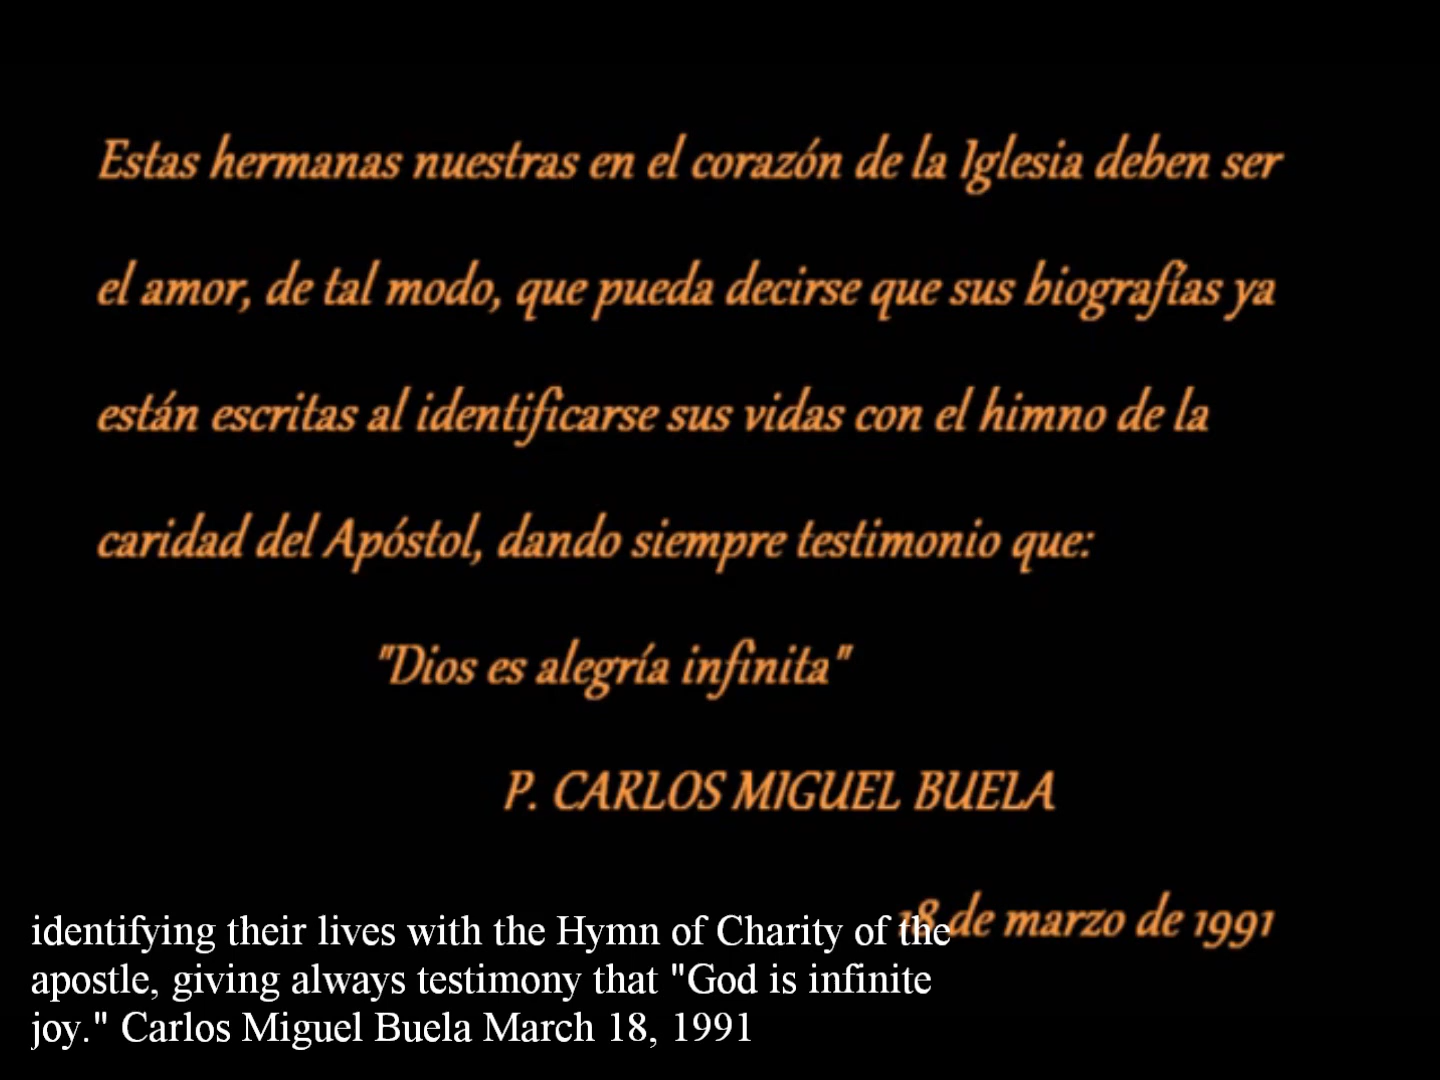 Estas hermanas nuestras en el corazón de la Iglesia deben ser
el amor, de tal modo, que pueda decirse que sus biografías ya
están escritas al identificarse sus vidas con el himno de la
caridad del Apóstol, dando siempre testimonio que:
"Dios es alegría infinita"
P. CARLOS MIGUEL BUELA
18 de marzo de 1991
identifying their lives with the Hymn of Charity of the
apostle, giving always testimony that "God is infinite
joy." Carlos Miguel Buela March 18, 1991